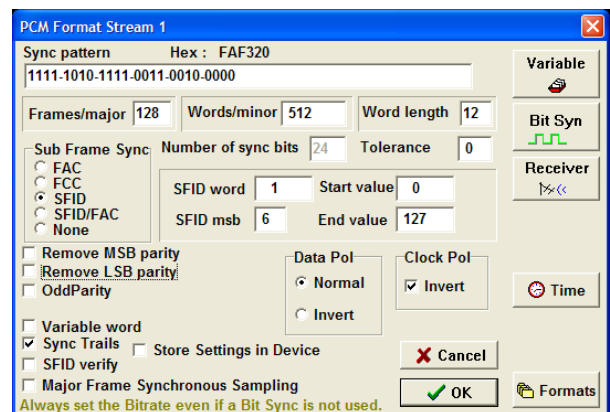 PCM Format Stream 1
Sync pattern Hex : FAF320
1111-1010-1111-0011-0010-0000
Variable
Frames/major 128 Words/minor 512 Word length 12
Bit Syn
Sub Frame Sync Number of sync bits 24 Tolerance 0
FAC
FCC
SFID
SFID/FAC
None
SFID word 1 Start value 0
SFID msb 6 End value 127
Receiver
Remove MSB parity
Remove LSB parity
OddParity
Data Pol
Normal
Invert
Clock Pol
Invert
Time
Variable word
Sync Trails Store Settings in Device
SFID verify
Cancel
Major Frame Synchronous Sampling
OK
Formats
Always set the Bitrate even if a Bit Sync is not used.